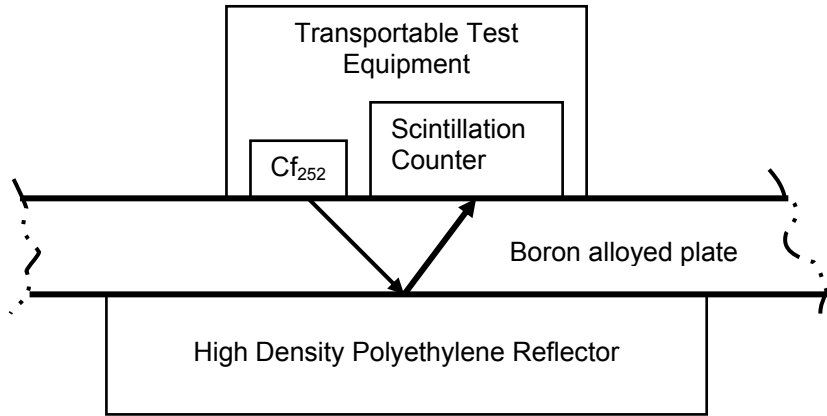 Transportable Test
Equipment
Scintillation
Counter
Cf₂₅₂
Boron alloyed plate
High Density Polyethylene Reflector